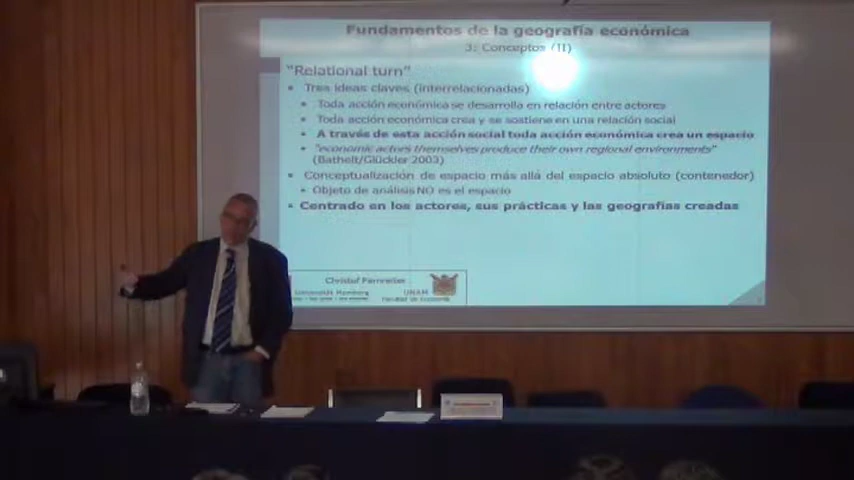 Fundamentos de la geografía económica
3: Conceptos (II)
"Relational turn"
Tres ideas claves (interrelacionadas)
Toda acción económica se desarrolla en relación entre actores
Toda acción económica crea y se sostiene en una relación social
A través de esta acción social toda acción económica crea un espacio
"economic actors themselves produce their own regional environments"
(Bathelt/Glückler 2003)
Conceptualización de espacio más allá del espacio absoluto (contenedor)
Objeto de análisis NO es el espacio
Centrado en los actores, sus prácticas y las geografías creadas
Christof Parnreiter
Universität Hamburg
UNAM
Facultad de Economía